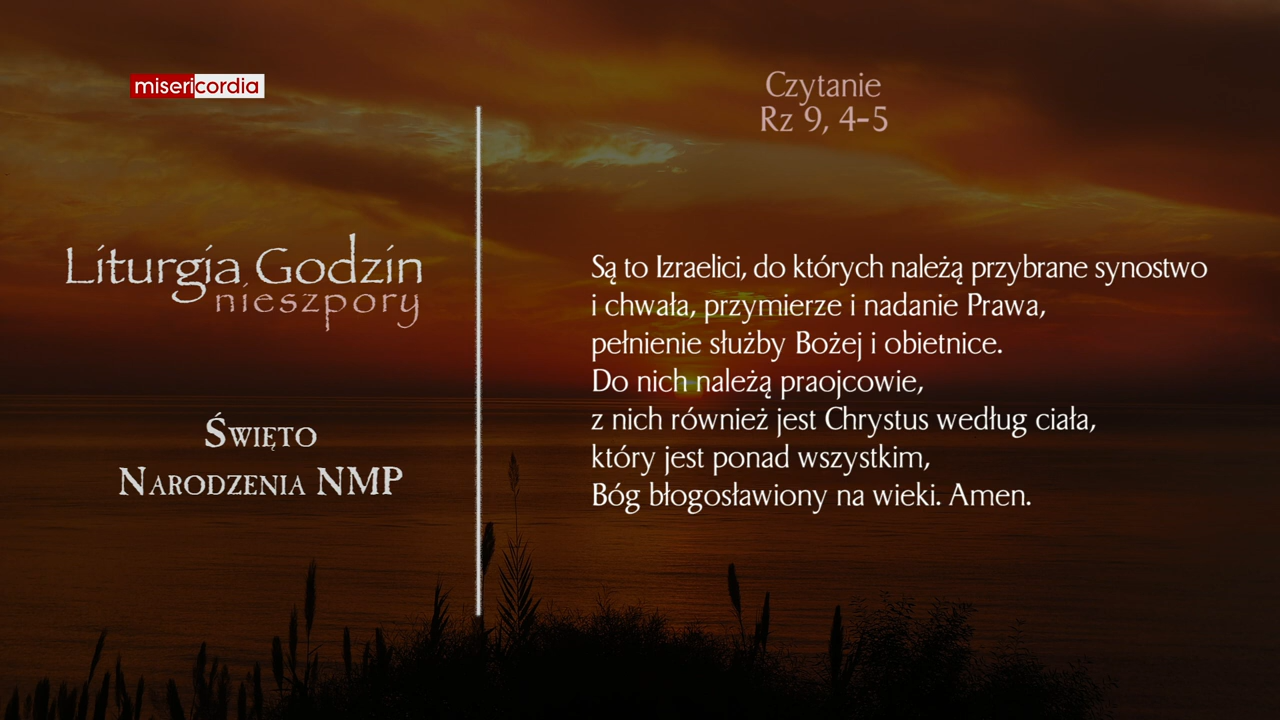 misericordia
Liturgia Godzin
nieszpory
Święto
Narodzenia NMP
Czytanie
Rz 9, 4-5
Są to Izraelici, do których należą przybrane synostwo
i chwała, przymierze i nadanie Prawa,
pełnienie służby Bożej i obietnice.
Do nich należą praojcowie,
z nich również jest Chrystus według ciała,
który jest ponad wszystkim,
Bóg błogosławiony na wieki. Amen.